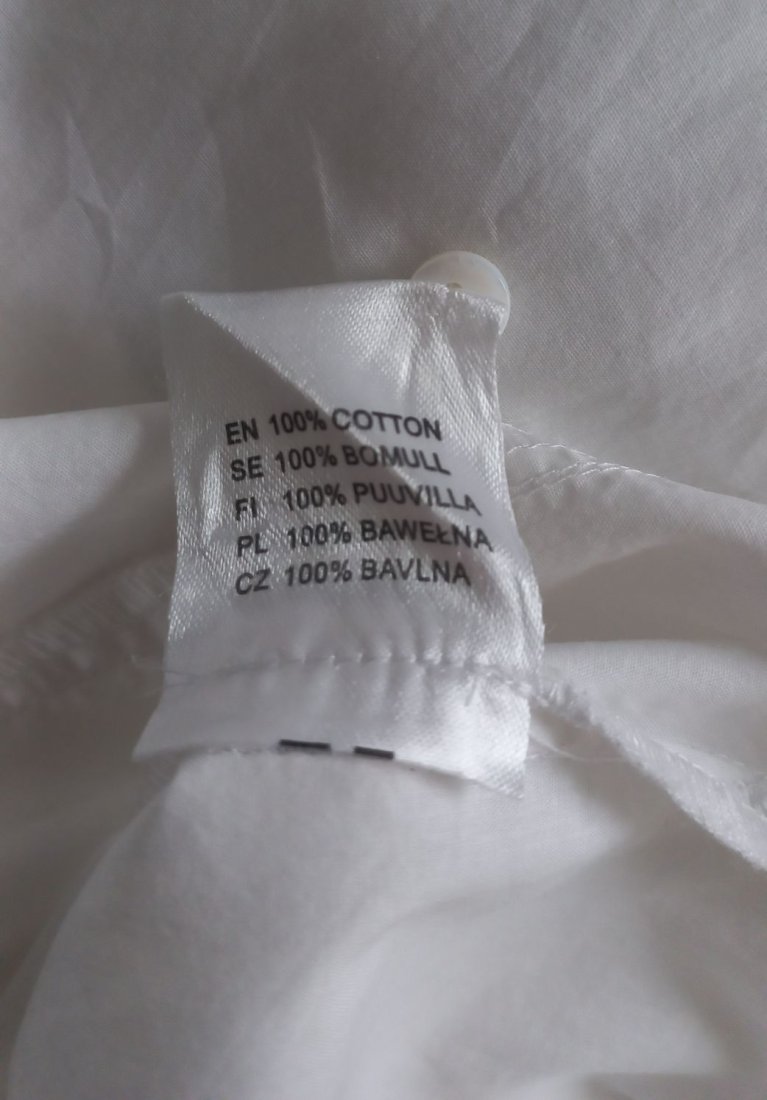 EN 100% COTTON
SE 100% BOMULL
FI 100% PUUVILLA
PL 100% BAWEŁNA
CZ 100% BAVLNA